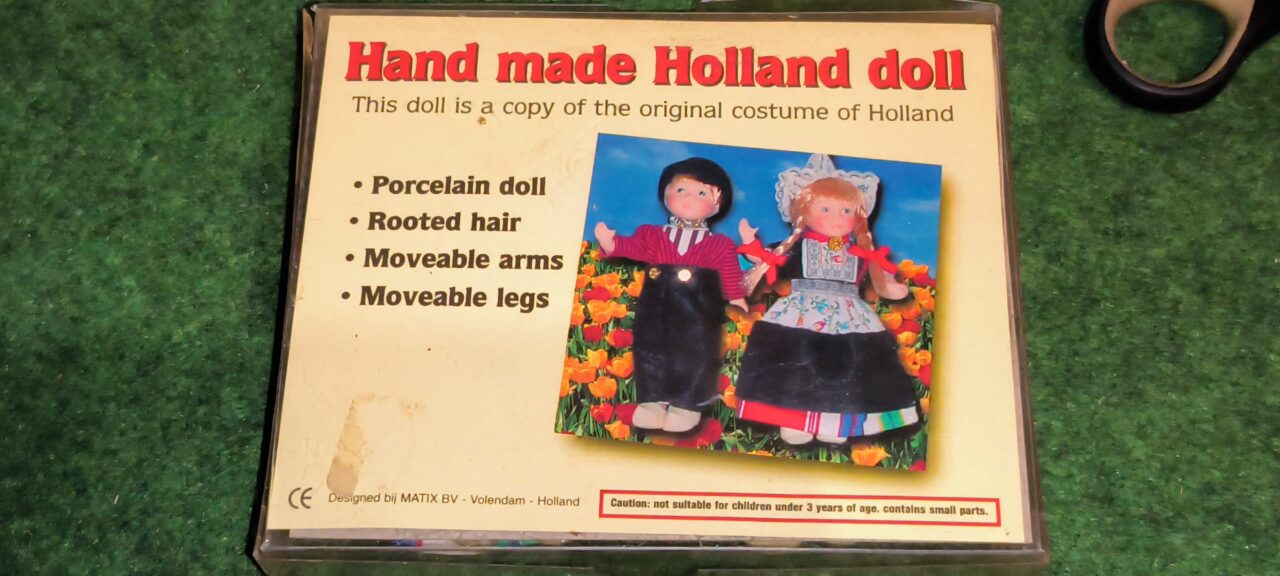 Hand made Holland doll
This doll is a copy of the original costume of Holland
• Porcelain doll
• Rooted hair
• Moveable arms
• Moveable legs
CE Designed bij MATIX BV - Volendam - Holland
Caution: not suitable for children under 3 years of age. contains small parts.